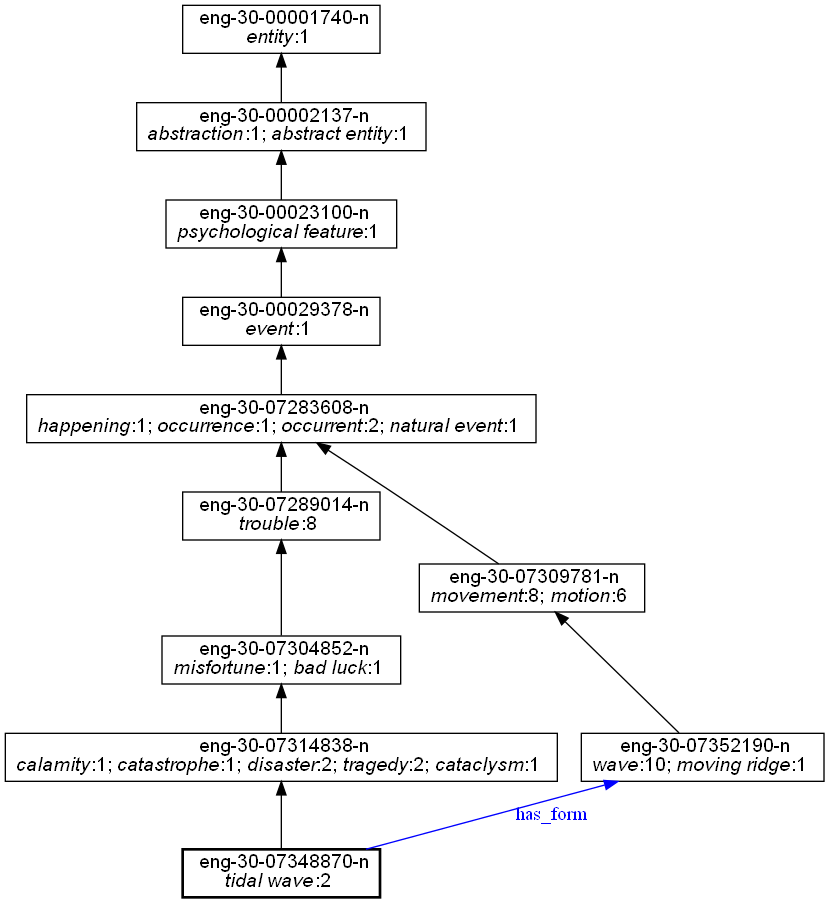 eng-30-00001740-n
entity:1
eng-30-00002137-n
abstraction:1; abstract entity:1
eng-30-00023100-n
psychological feature:1
eng-30-00029378-n
event:1
eng-30-07283608-n
happening:1; occurrence:1; occurrent:2; natural event:1
eng-30-07289014-n
trouble:8
eng-30-07309781-n
movement:8; motion:6
eng-30-07304852-n
misfortune:1; bad luck:1
eng-30-07314838-n
calamity:1; catastrophe:1; disaster:2; tragedy:2; cataclysm:1
eng-30-07352190-n
wave:10; moving ridge:1
has_form
eng-30-07348870-n
tidal wave:2